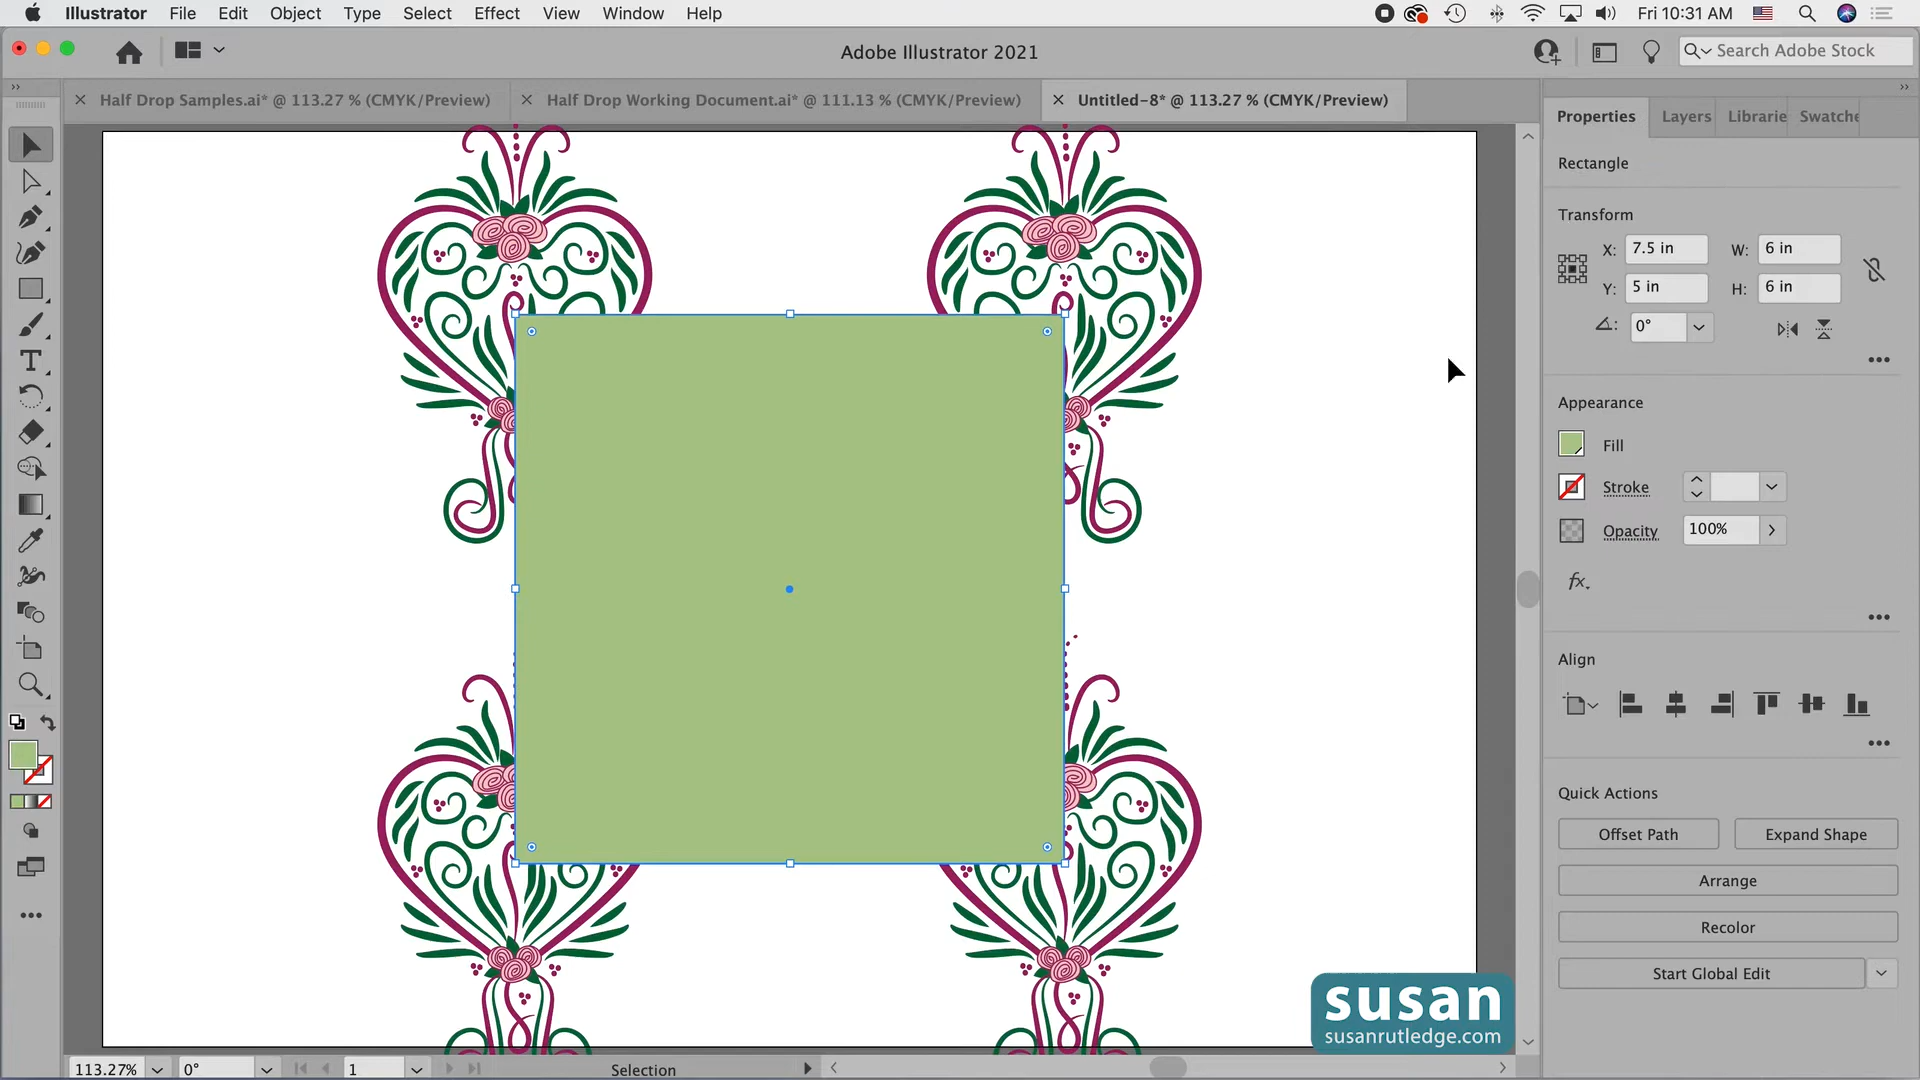 Illustrator File Edit Object Type Select Effect View Window Help Fri 10:31 AM
Adobe Illustrator 2021 Search Adobe Stock
Half Drop Samples.ai* @ 113.27 % (CMYK/Preview) Half Drop Working Document.ai* @ 111.13 % (CMYK/Preview) Untitled-8* @ 113.27 % (CMYK/Preview)
Properties Layers Librarie Swatche
Rectangle
Transform
X: 7.5 in W: 6 in
Y: 5 in H: 6 in
0°
Appearance
Fill
Stroke
Opacity 100%
fx.
Align
Quick Actions
Offset Path Expand Shape
Arrange
Recolor
Start Global Edit
susan
susanrutledge.com
113.27% 0° 1 Selection